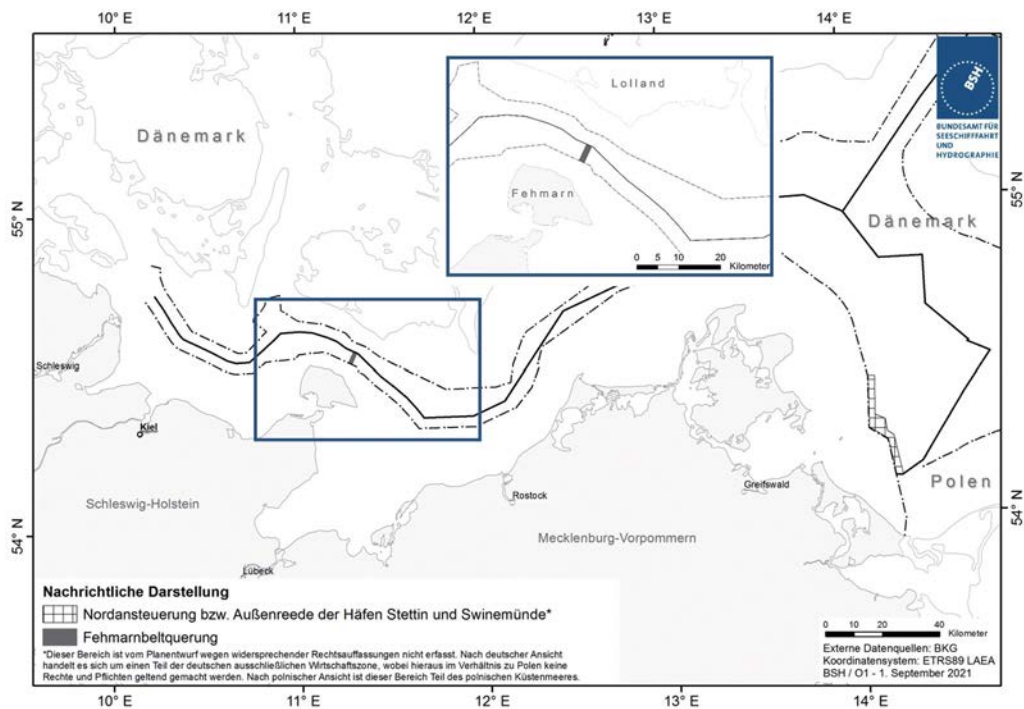 10° E
11° E
12° E
13° E
14° E
BSH
BUNDESAMT FÜR
SEESCHIFFFAHRT
UND
HYDROGRAPHIE
Dänemark
Lolland
Fehmarn
0 5 10 20
Kilometer
55° N
55° N
Dänemark
Schleswig
Kiel
Schleswig-Holstein
Lübeck
Rostock
Greifswald
Mecklenburg-Vorpommern
Polen
54° N
54° N
Nachrichtliche Darstellung
Nordansteuerung bzw. Außenreede der Häfen Stettin und Swinemünde*
Fehmarnbeltquerung
*Dieser Bereich ist vom Planentwurf wegen widersprechender Rechtsauffassungen nicht erfasst. Nach deutscher Ansicht
handelt es sich um einen Teil der deutschen ausschließlichen Wirtschaftszone, wobei hieraus im Verhältnis zu Polen keine
Rechte und Pflichten geltend gemacht werden. Nach polnischer Ansicht ist dieser Bereich Teil des polnischen Küstenmeeres.
0 10 20 40
Kilometer
Externe Datenquellen: BKG
Koordinatensystem: ETRS89 LAEA
BSH / O1 - 1. September 2021
11° E
12° E
13° E
14° E